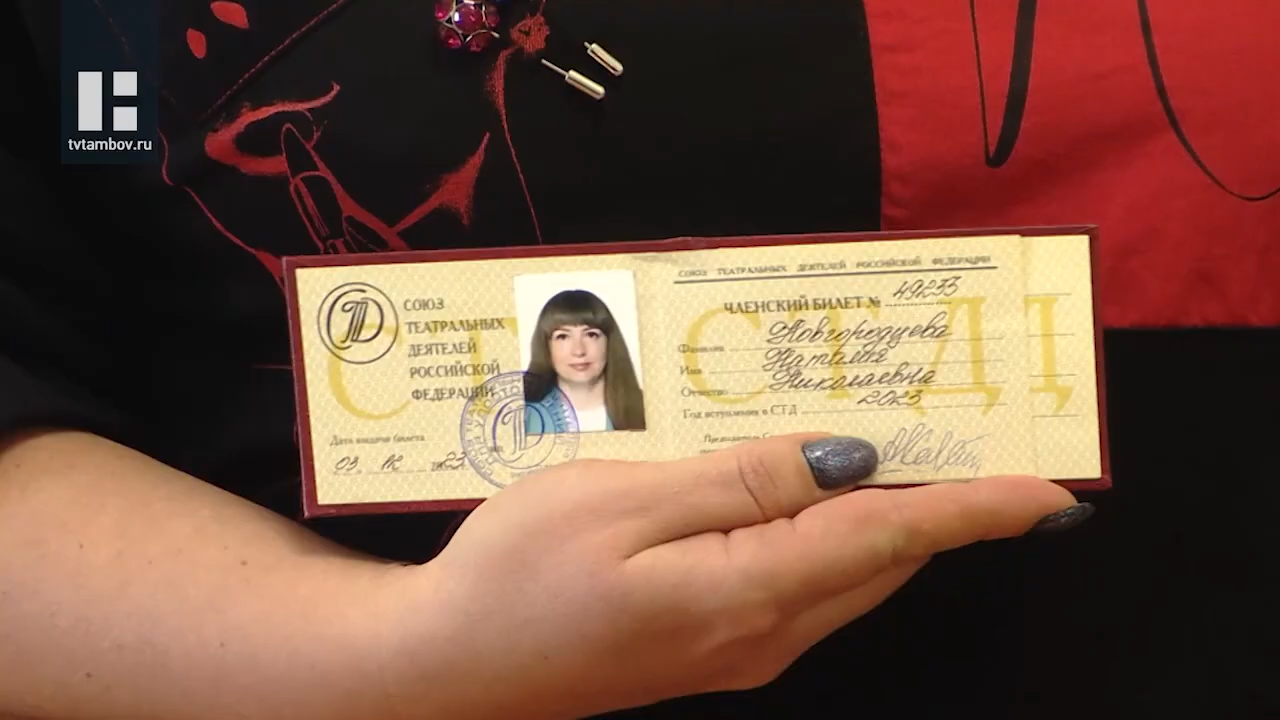 tvtambov.ru
СОЮЗ
ТЕАТРАЛЬНЫХ
ДЕЯТЕЛЕЙ
РОССИЙСКОЙ
ФЕДЕРАЦИИ
Дата выдачи билета
СОЮЗ ТЕАТРАЛЬНЫХ ДЕЯТЕЛЕЙ РОССИЙСКОЙ ФЕДЕРАЦИИ
ЧЛЕНСКИЙ БИЛЕТ № 49233
Фамилия Новгородцева
Имя Наталия
Отчество Николаевна
Год вступления в СТД 2023
СТД